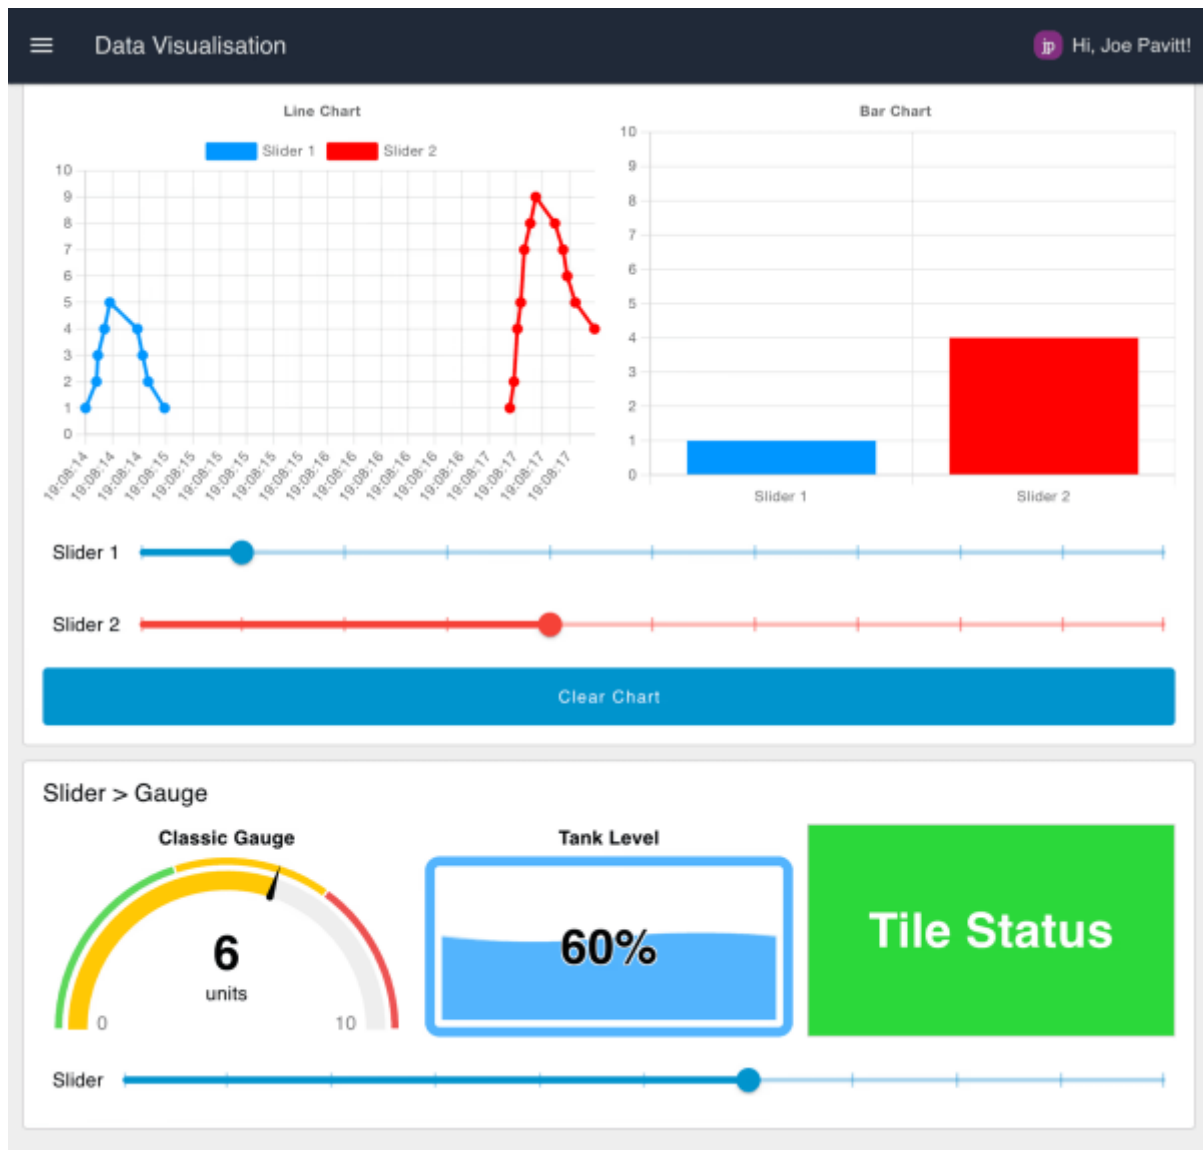 Data Visualisation
jp Hi, Joe Pavitt!
Line Chart
Slider 1 Slider 2
10
9
8
7
6
5
4
3
2
1
0
19:08:14 19:08:14 19:08:14 19:08:15 19:08:15 19:08:15 19:08:15 19:08:15 19:08:16 19:08:16 19:08:16 19:08:16 19:08:16 19:08:16 19:08:17 19:08:17 19:08:17 19:08:17
Bar Chart
10
9
8
7
6
5
4
3
2
1
0
Slider 1 Slider 2
Slider 1
Slider 2
Clear Chart
Slider > Gauge
Classic Gauge
6
units
0 10
Tank Level
60%
Tile Status
Slider